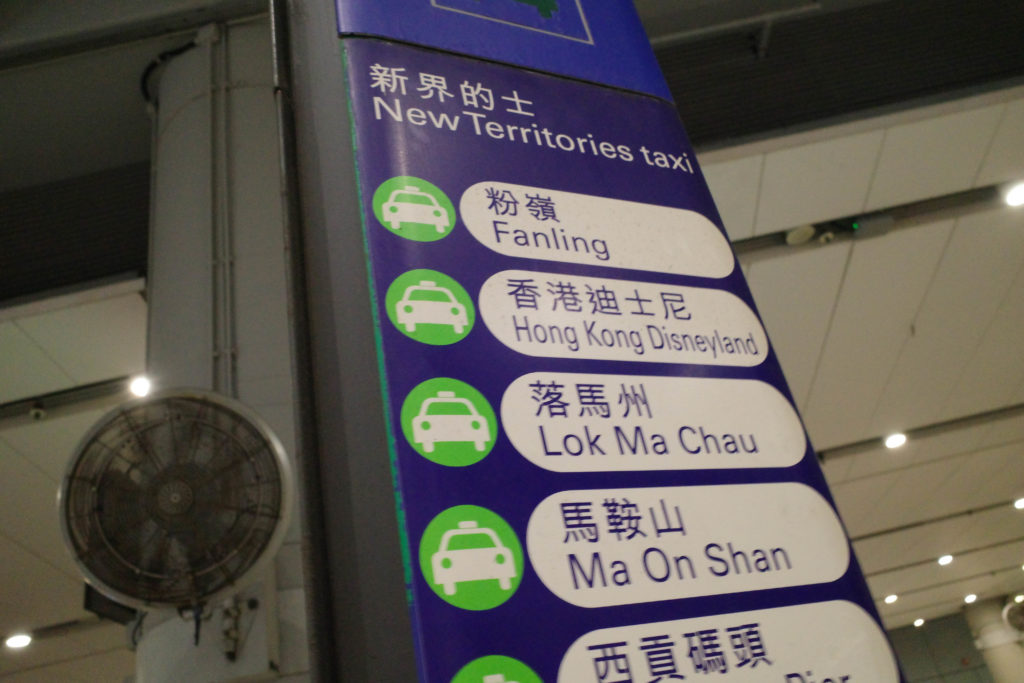 新界的士
New Territories taxi
粉嶺
Fanling
香港迪士尼
Hong Kong Disneyland
落馬州
Lok Ma Chau
馬鞍山
Ma On Shan
西貢碼頭
Pier